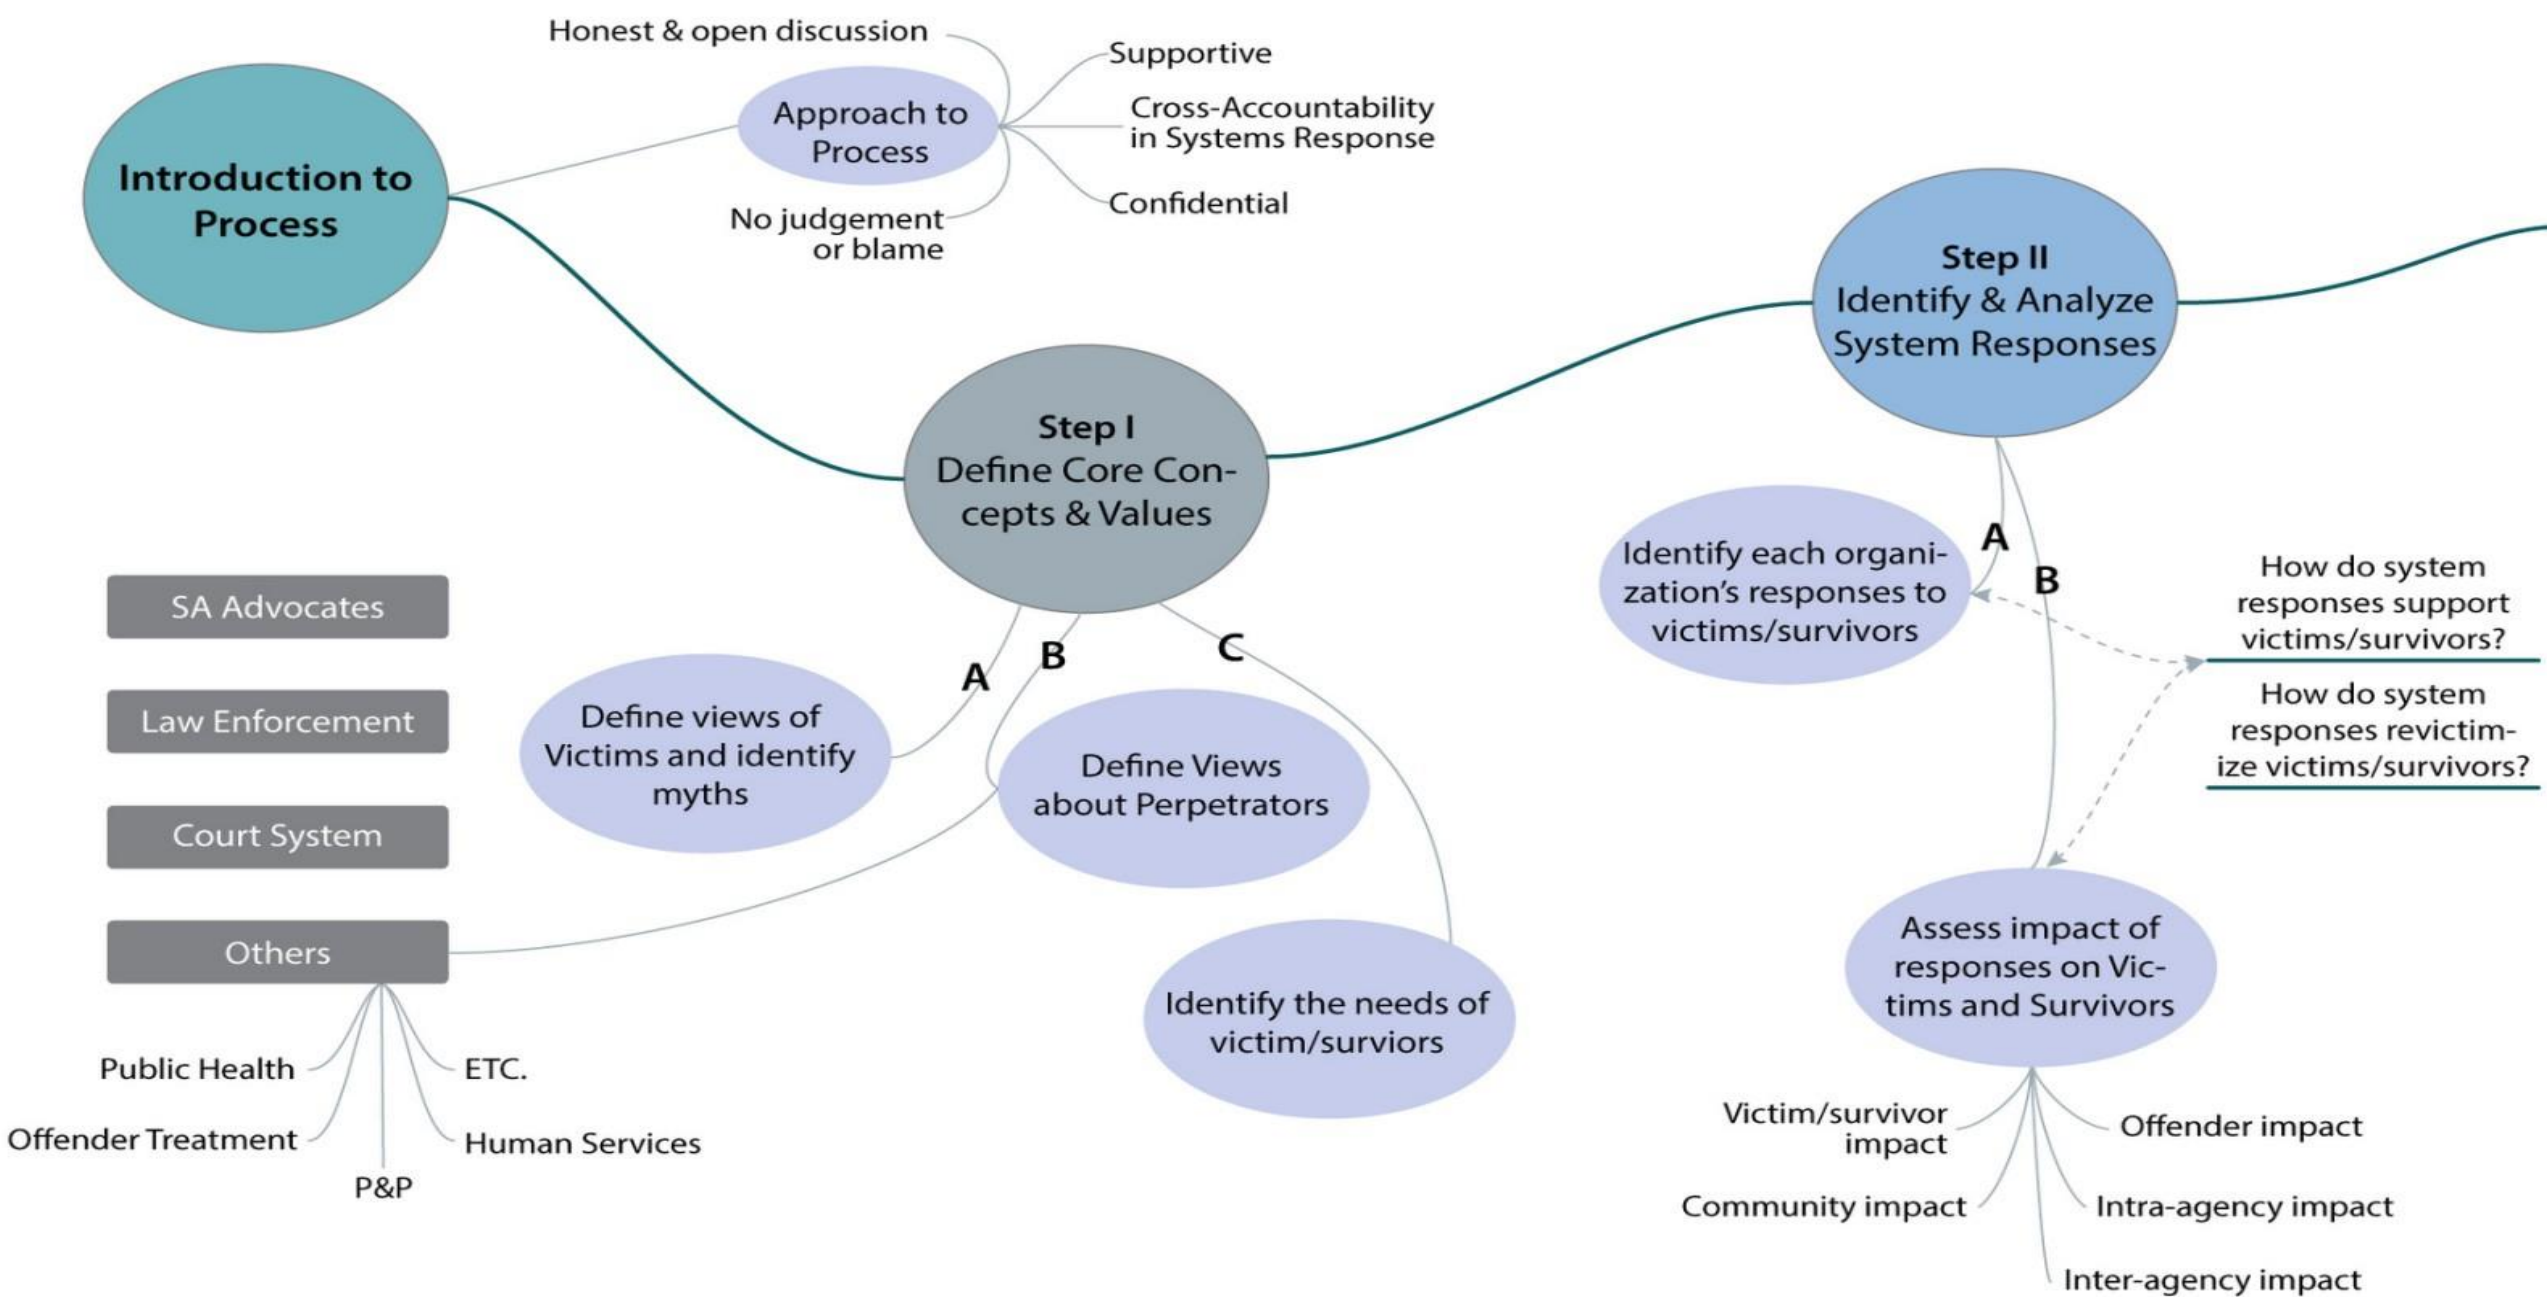 Honest & open discussion
Supportive
Approach to
Process
Cross-Accountability
in Systems Response
Confidential
No judgement
or blame
Introduction to
Process
Step I
Define Core Con-
cepts & Values
Step II
Identify & Analyze
System Responses
SA Advocates
Law Enforcement
Court System
Others
Public Health
Offender Treatment
P&P
ETC.
Human Services
A
Define views of
Victims and identify
myths
B
Define Views
about Perpetrators
C
Identify the needs of
victim/surviors
A
Identify each organi-
zation’s responses to
victims/survivors
B
How do system
responses support
victims/survivors?
How do system
responses revictim-
ize victims/survivors?
Assess impact of
responses on Vic-
tims and Survivors
Victim/survivor
impact
Community impact
Offender impact
Intra-agency impact
Inter-agency impact